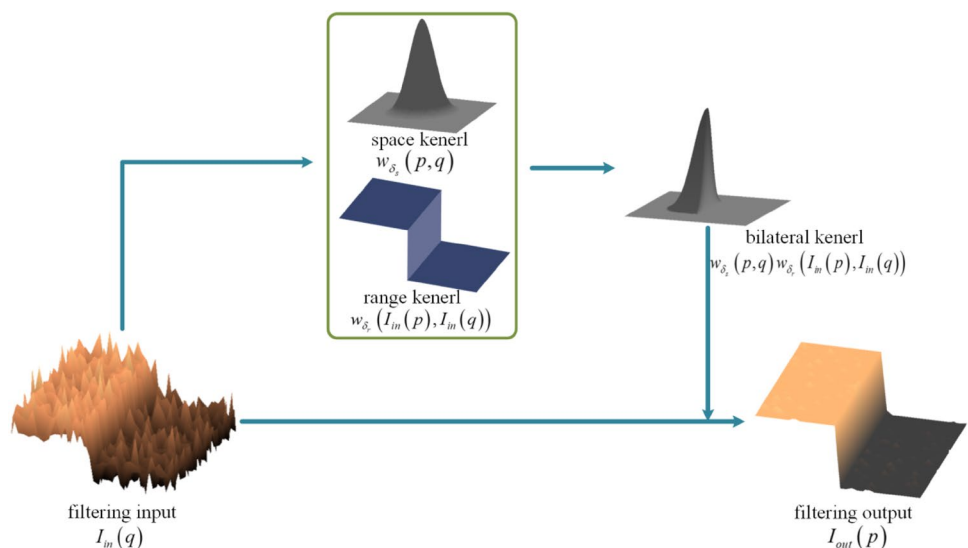 space kenerl
w_{δ_s}(p,q)
range kenerl
w_{δ_r}(I_{in}(p),I_{in}(q))
bilateral kenerl
w_{δ_s}(p,q)w_{δ_r}(I_{in}(p),I_{in}(q))
filtering input
I_{in}(q)
filtering output
I_{out}(p)